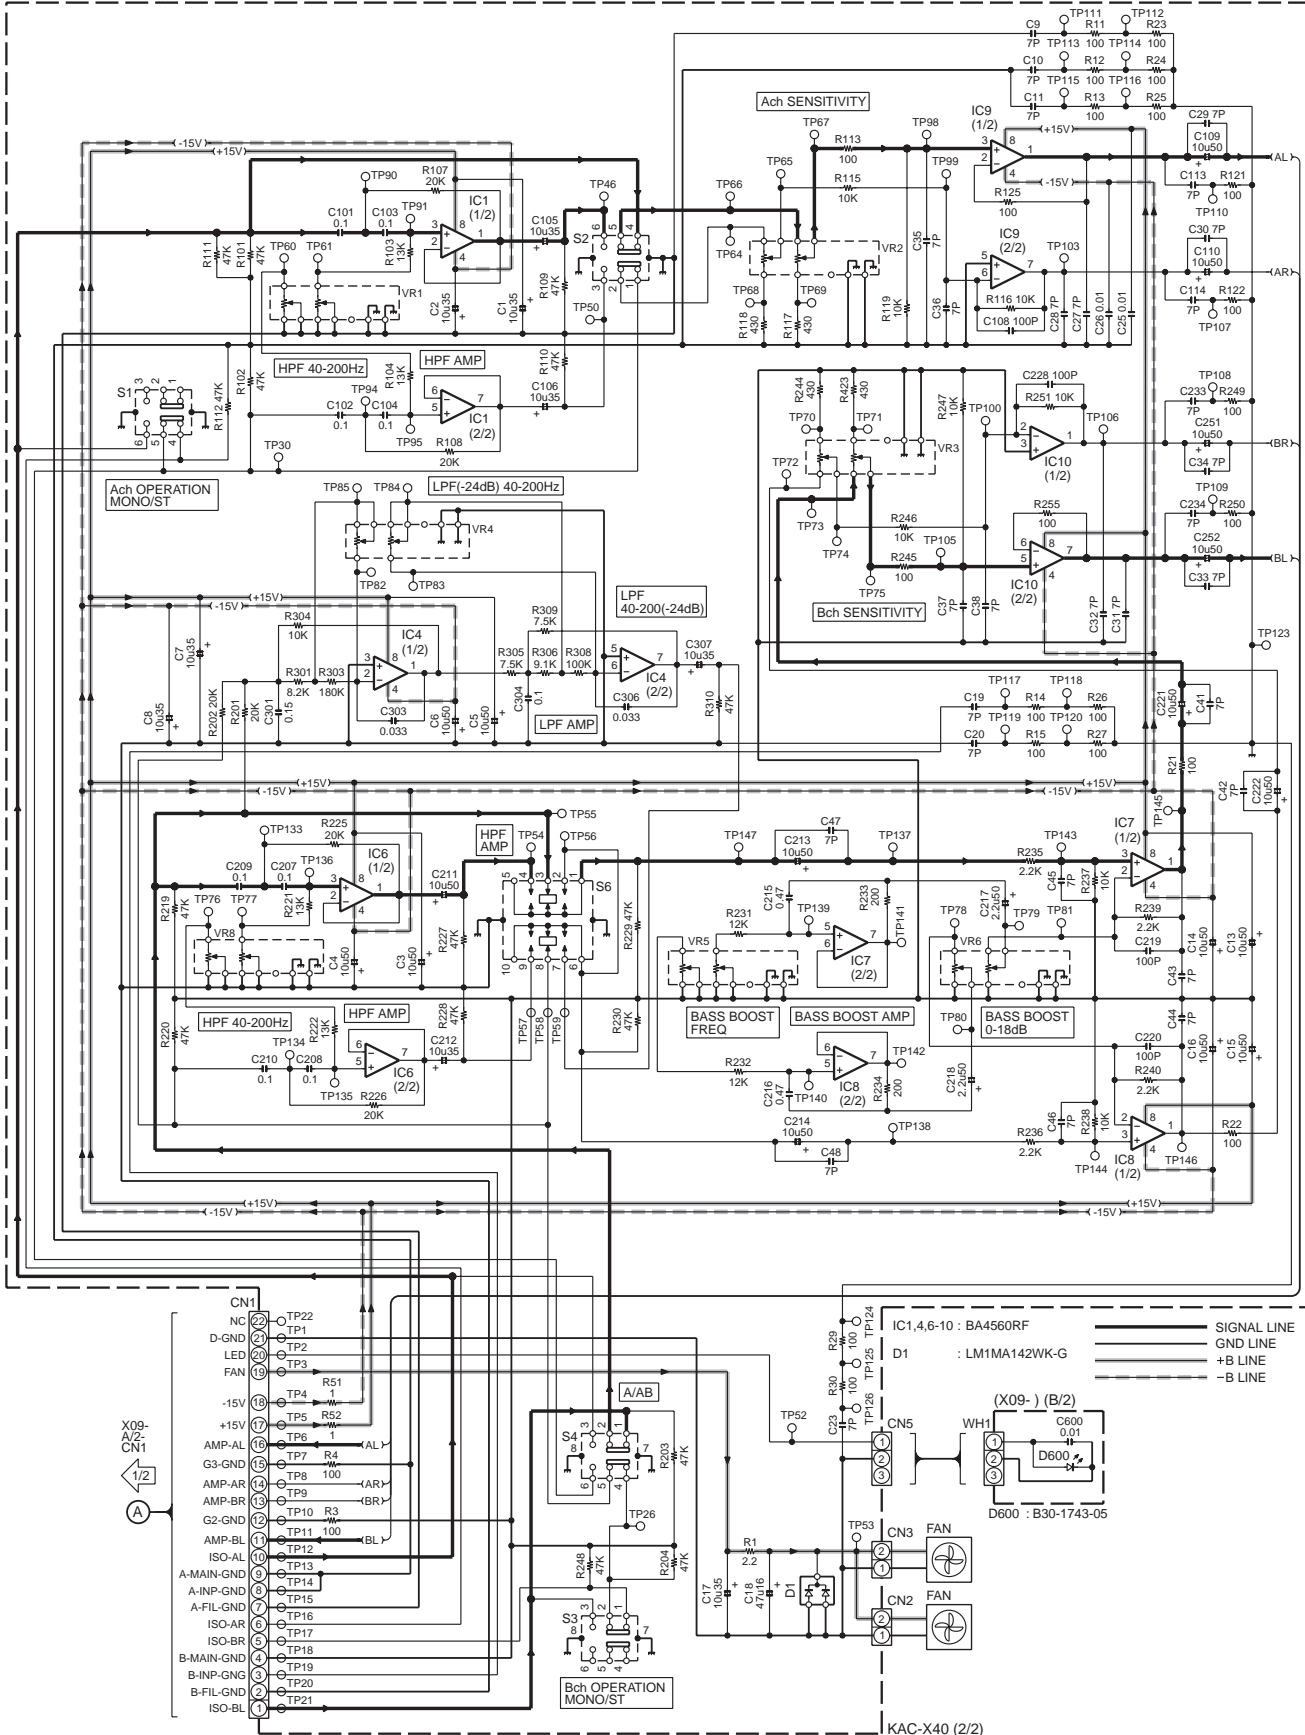 C9
7P
TP111
R11
100
TP112
R23
100
C10
7P
TP113
R12
100
TP114
R24
100
C11
7P
TP115
R13
100
TP116
R25
100
Ach SENSITIVITY
TP67
R113
100
TP98
IC9
(1/2)
(+15V)
C29 7P
C109
10u50
(AL)
-15V
(+15V)
TP90
R107
20K
IC1
(1/2)
C101
0.1
C103
0.1
TP91
R103
13K
C105
10u35
TP46
S2
TP66
TP64
TP65
R115
10K
TP99
R125
100
C113
7P
R121
100
TP110
C30 7P
C110
10u50
(AR)
C114
7P
R122
100
TP107
R111
47K
R101
47K
TP60
TP61
VR1
C2
10u35
C1
10u35
R109
47K
TP50
VR2
TP68
TP69
R118
430
R117
430
R119
10K
C35
7P
C36
7P
IC9
(2/2)
TP103
R116 10K
C108 100P
C28 7P
C27 7P
C26 0.01
C25 0.01
HPF 40-200Hz
HPF AMP
R104
13K
R110
47K
S1
R112 47K
R102
47K
TP94
C102
0.1
C104
0.1
TP95
IC1
(2/2)
R108
20K
C106
10u35
TP30
Ach OPERATION
MONO/ST
R244
430
R423
430
R247
10K
TP70
TP71
TP72
VR3
TP73
TP74
TP75
TP100
C228 100P
R251 10K
IC10
(1/2)
TP106
C233
7P
TP108
R249
100
C251
10u50
(BR)
C34 7P
TP109
C234
7P
R250
100
C252
10u50
(BL)
C33 7P
R246
10K
R245
100
TP105
R255
100
IC10
(2/2)
Bch SENSITIVITY
C37
7P
C38
7P
C32 7P
C31 7P
TP123
TP85
TP84
LPF(-24dB) 40-200Hz
VR4
TP82
TP83
(+15V)
-15V
R304
10K
IC4
(1/2)
R309
7.5K
LPF
40-200(-24dB)
C7
10u35
C8
10u35
R202 20K
R201
20K
C301
0.15
R301
8.2K
R303
180K
C303
0.033
C6
10u50
C5
10u50
R305
7.5K
R306
9.1K
R308
100K
C304
0.1
IC4
(2/2)
C306
0.033
C307
10u35
R310
47K
LPF AMP
C19
7P
TP117
R14
100
TP118
R26
100
C20
7P
TP119
R15
100
TP120
R27
100
C221
10u50
C41
7P
R21
100
C42
7P
C222
10u50
(+15V)
-15V
TP133
R225
20K
IC6
(1/2)
C209
0.1
C207
0.1
TP136
R221
13K
C211
10u50
HPF
AMP
TP54
TP55
TP56
S6
R219
47K
TP76
TP77
VR8
C4
10u50
C3
10u50
R227
47K
R229 47K
TP147
C213
10u50
C47
7P
TP137
R235
2.2K
TP143
C45
7P
R237
10K
IC7
(1/2)
TP145
C215
0.47
R231
12K
TP139
R233
200
TP141
IC7
(2/2)
C217
2.2u50
TP78
TP79
TP81
R239
2.2K
C219
100P
C14
10u50
C13
10u50
C43
7P
VR5
VR6
R220
47K
HPF 40-200Hz
R222
13K
HPF AMP
R228
47K
TP57
TP58
TP59
R230
47K
BASS BOOST
FREQ
BASS BOOST AMP
BASS BOOST
0-18dB
TP80
C44
7P
C16
10u50
C15
10u50
TP134
C210
0.1
C208
0.1
TP135
IC6
(2/2)
R226
20K
C212
10u35
R232
12K
C216
0.47
TP140
IC8
(2/2)
TP142
R234
200
C218
2.2u50
C220
100P
R240
2.2K
C214
10u50
C48
7P
TP138
R236
2.2K
C46
7P
R238
10K
TP144
IC8
(1/2)
TP146
R22
100
(+15V)
-15V
(+15V)
-15V
CN1
NC 22 TP22
D-GND 21 TP1
LED 20 TP2
FAN 19 TP3
-15V 18 TP4 R51 1
+15V 17 TP5 R52 1
AMP-AL 16 TP6 (AL)
G3-GND 15 TP7 R4 100
AMP-AR 14 TP8 (AR)
AMP-BR 13 TP9 (BR)
G2-GND 12 TP10 R3 100
AMP-BL 11 TP11 (BL)
ISO-AL 10 TP12
A-MAIN-GND 9 TP13
A-INP-GND 8 TP14
A-FIL-GND 7 TP15
ISO-AR 6 TP16
ISO-BR 5 TP17
B-MAIN-GND 4 TP18
B-INP-GNG 3 TP19
B-FIL-GND 2 TP20
ISO-BL 1 TP21
X09-
A/2-
CN1
1/2
A
A/AB
S4
R203
47K
TP26
R248
47K
R204
47K
S3
Bch OPERATION
MONO/ST
TP124
R29
100
TP125
R30
100
TP126
C23
7P
TP52
TP53
R1
2.2
C17
10u35
C18
47u16
D1
IC1,4,6-10 : BA4560RF
D1 : LM1MA142WK-G
SIGNAL LINE
GND LINE
+B LINE
−B LINE
(X09- ) (B/2)
CN5
1
2
3
WH1
1
2
3
C600
0.01
D600
D600 : B30-1743-05
CN3
FAN
2
1
CN2
FAN
2
1
KAC-X40 (2/2)